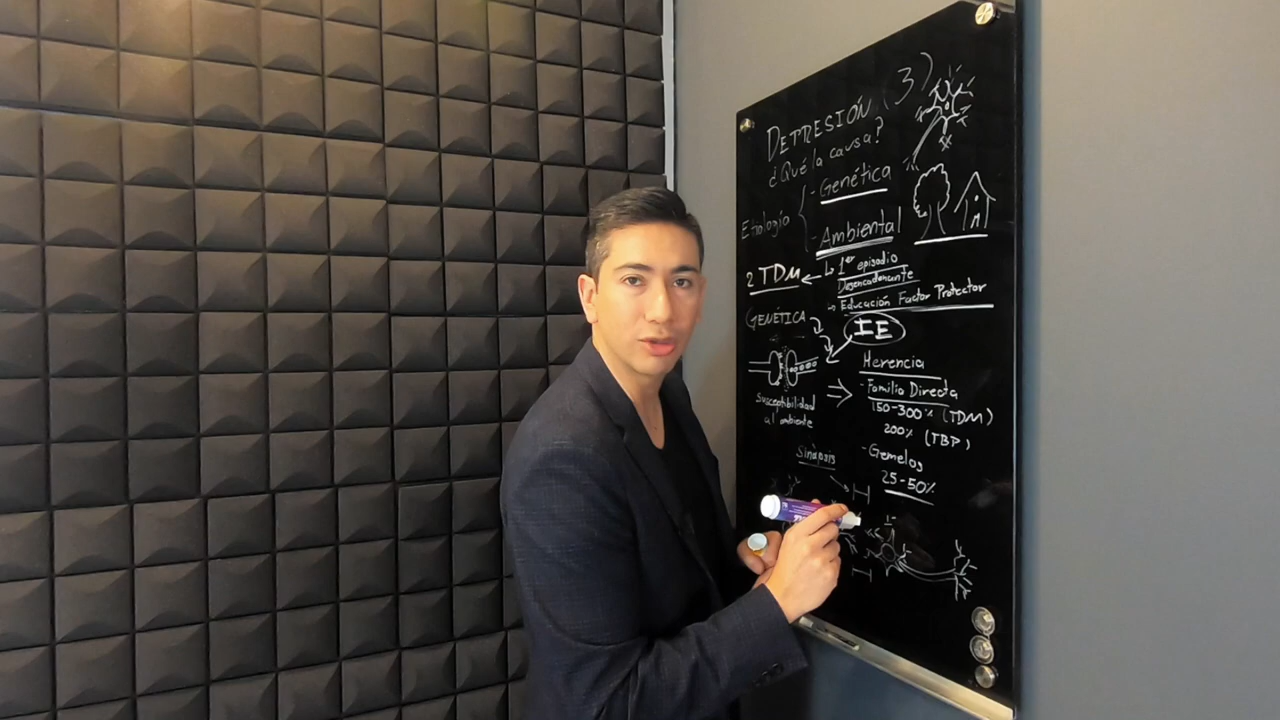 DEPRESIÓN (3)
¿Qué la causa?
Etiología
- Genética
- Ambiental
2 TDM ← ↳ 1er episodio
Desencadenante
→ Educación Factor Protector
GENÉTICA
IE
Herencia
- Familia Directa
150-300% (TDM)
200% (TBP)
Susceptibilidad
al ambiente
Sinápsis
- Gemelos
25-50%